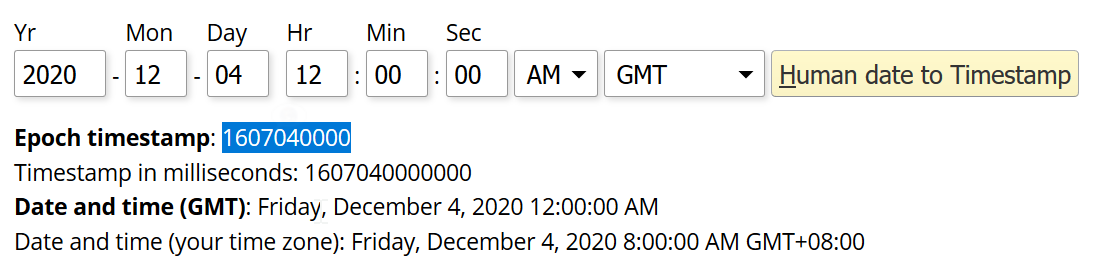 Yr Mon Day Hr Min Sec
2020 - 12 - 04 12 : 00 : 00 AM GMT Human date to Timestamp
Epoch timestamp: 1607040000
Timestamp in milliseconds: 1607040000000
Date and time (GMT): Friday, December 4, 2020 12:00:00 AM
Date and time (your time zone): Friday, December 4, 2020 8:00:00 AM GMT+08:00